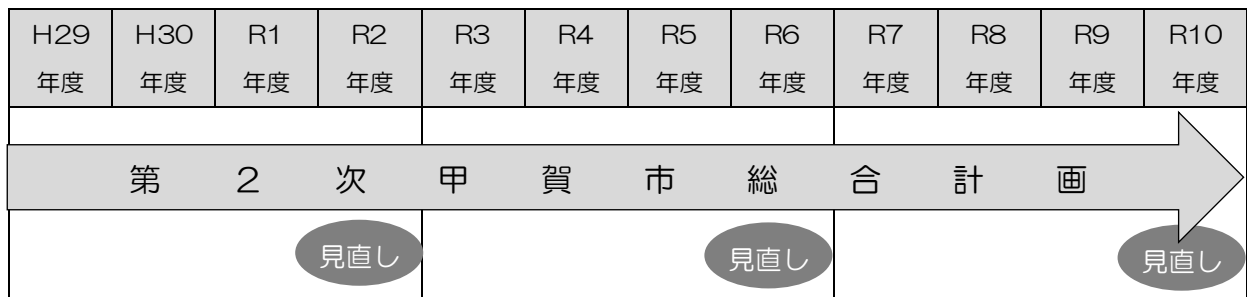 H29 H30 R1 R2 R3 R4 R5 R6 R7 R8 R9 R10
年度 年度 年度 年度 年度 年度 年度 年度 年度 年度 年度 年度
第2次甲賀市総合計画
見直し 見直し 見直し